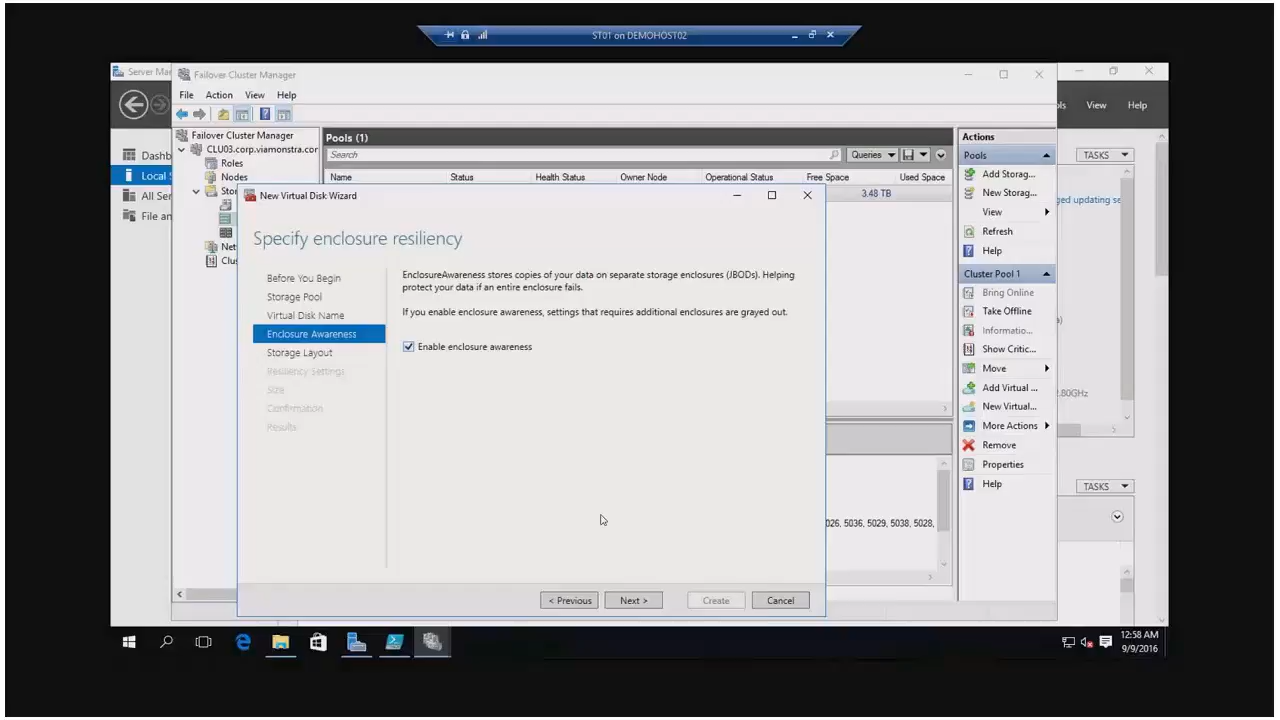 ST01 on DEMOHOST02
Server Ma
Failover Cluster Manager
File Action View Help
View Help
Failover Cluster Manager
CLU03.corp.viamonstra.cor
Roles
Nodes
Stor
Net
Clus
Dashb
Local S
All Ser
File an
Pools (1)
Search
Queries
Name Status Health Status Owner Node Operational Status Free Space Used Space
3.48 TB
New Virtual Disk Wizard
Specify enclosure resiliency
Before You Begin
Storage Pool
Virtual Disk Name
Enclosure Awareness
Storage Layout
Resiliency Settings
Size
Confirmation
Results
EnclosureAwareness stores copies of your data on separate storage enclosures (JBODs). Helping
protect your data if an entire enclosure fails.
If you enable enclosure awareness, settings that requires additional enclosures are grayed out.
Enable enclosure awareness
< Previous Next > Create Cancel
026, 5036, 5029, 5038, 5028,
Actions
Pools
Add Storag...
New Storag...
View
Refresh
Help
Cluster Pool 1
Bring Online
Take Offline
Informatio...
Show Critic...
Move
Add Virtual ...
New Virtual...
More Actions
Remove
Properties
Help
TASKS
ged updating se
a)
)
.80GHz
TASKS
12:58 AM
9/9/2016